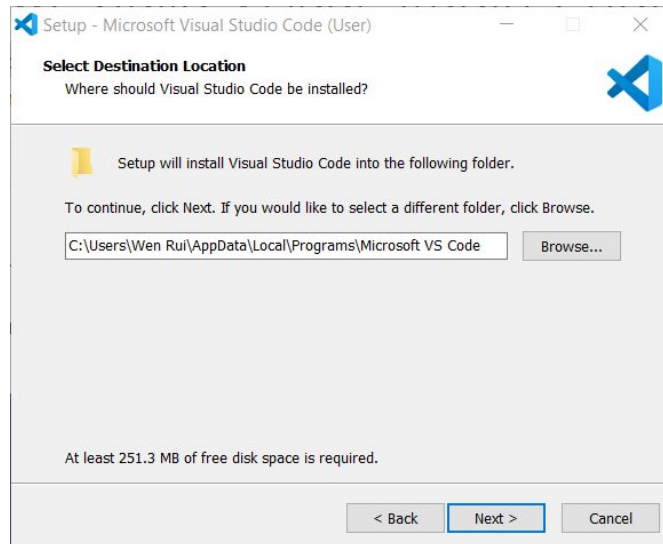 Setup - Microsoft Visual Studio Code (User)
Select Destination Location
Where should Visual Studio Code be installed?
Setup will install Visual Studio Code into the following folder.
To continue, click Next. If you would like to select a different folder, click Browse.
C:\Users\Wen Rui\AppData\Local\Programs\Microsoft VS Code
Browse...
At least 251.3 MB of free disk space is required.
< Back
Next >
Cancel